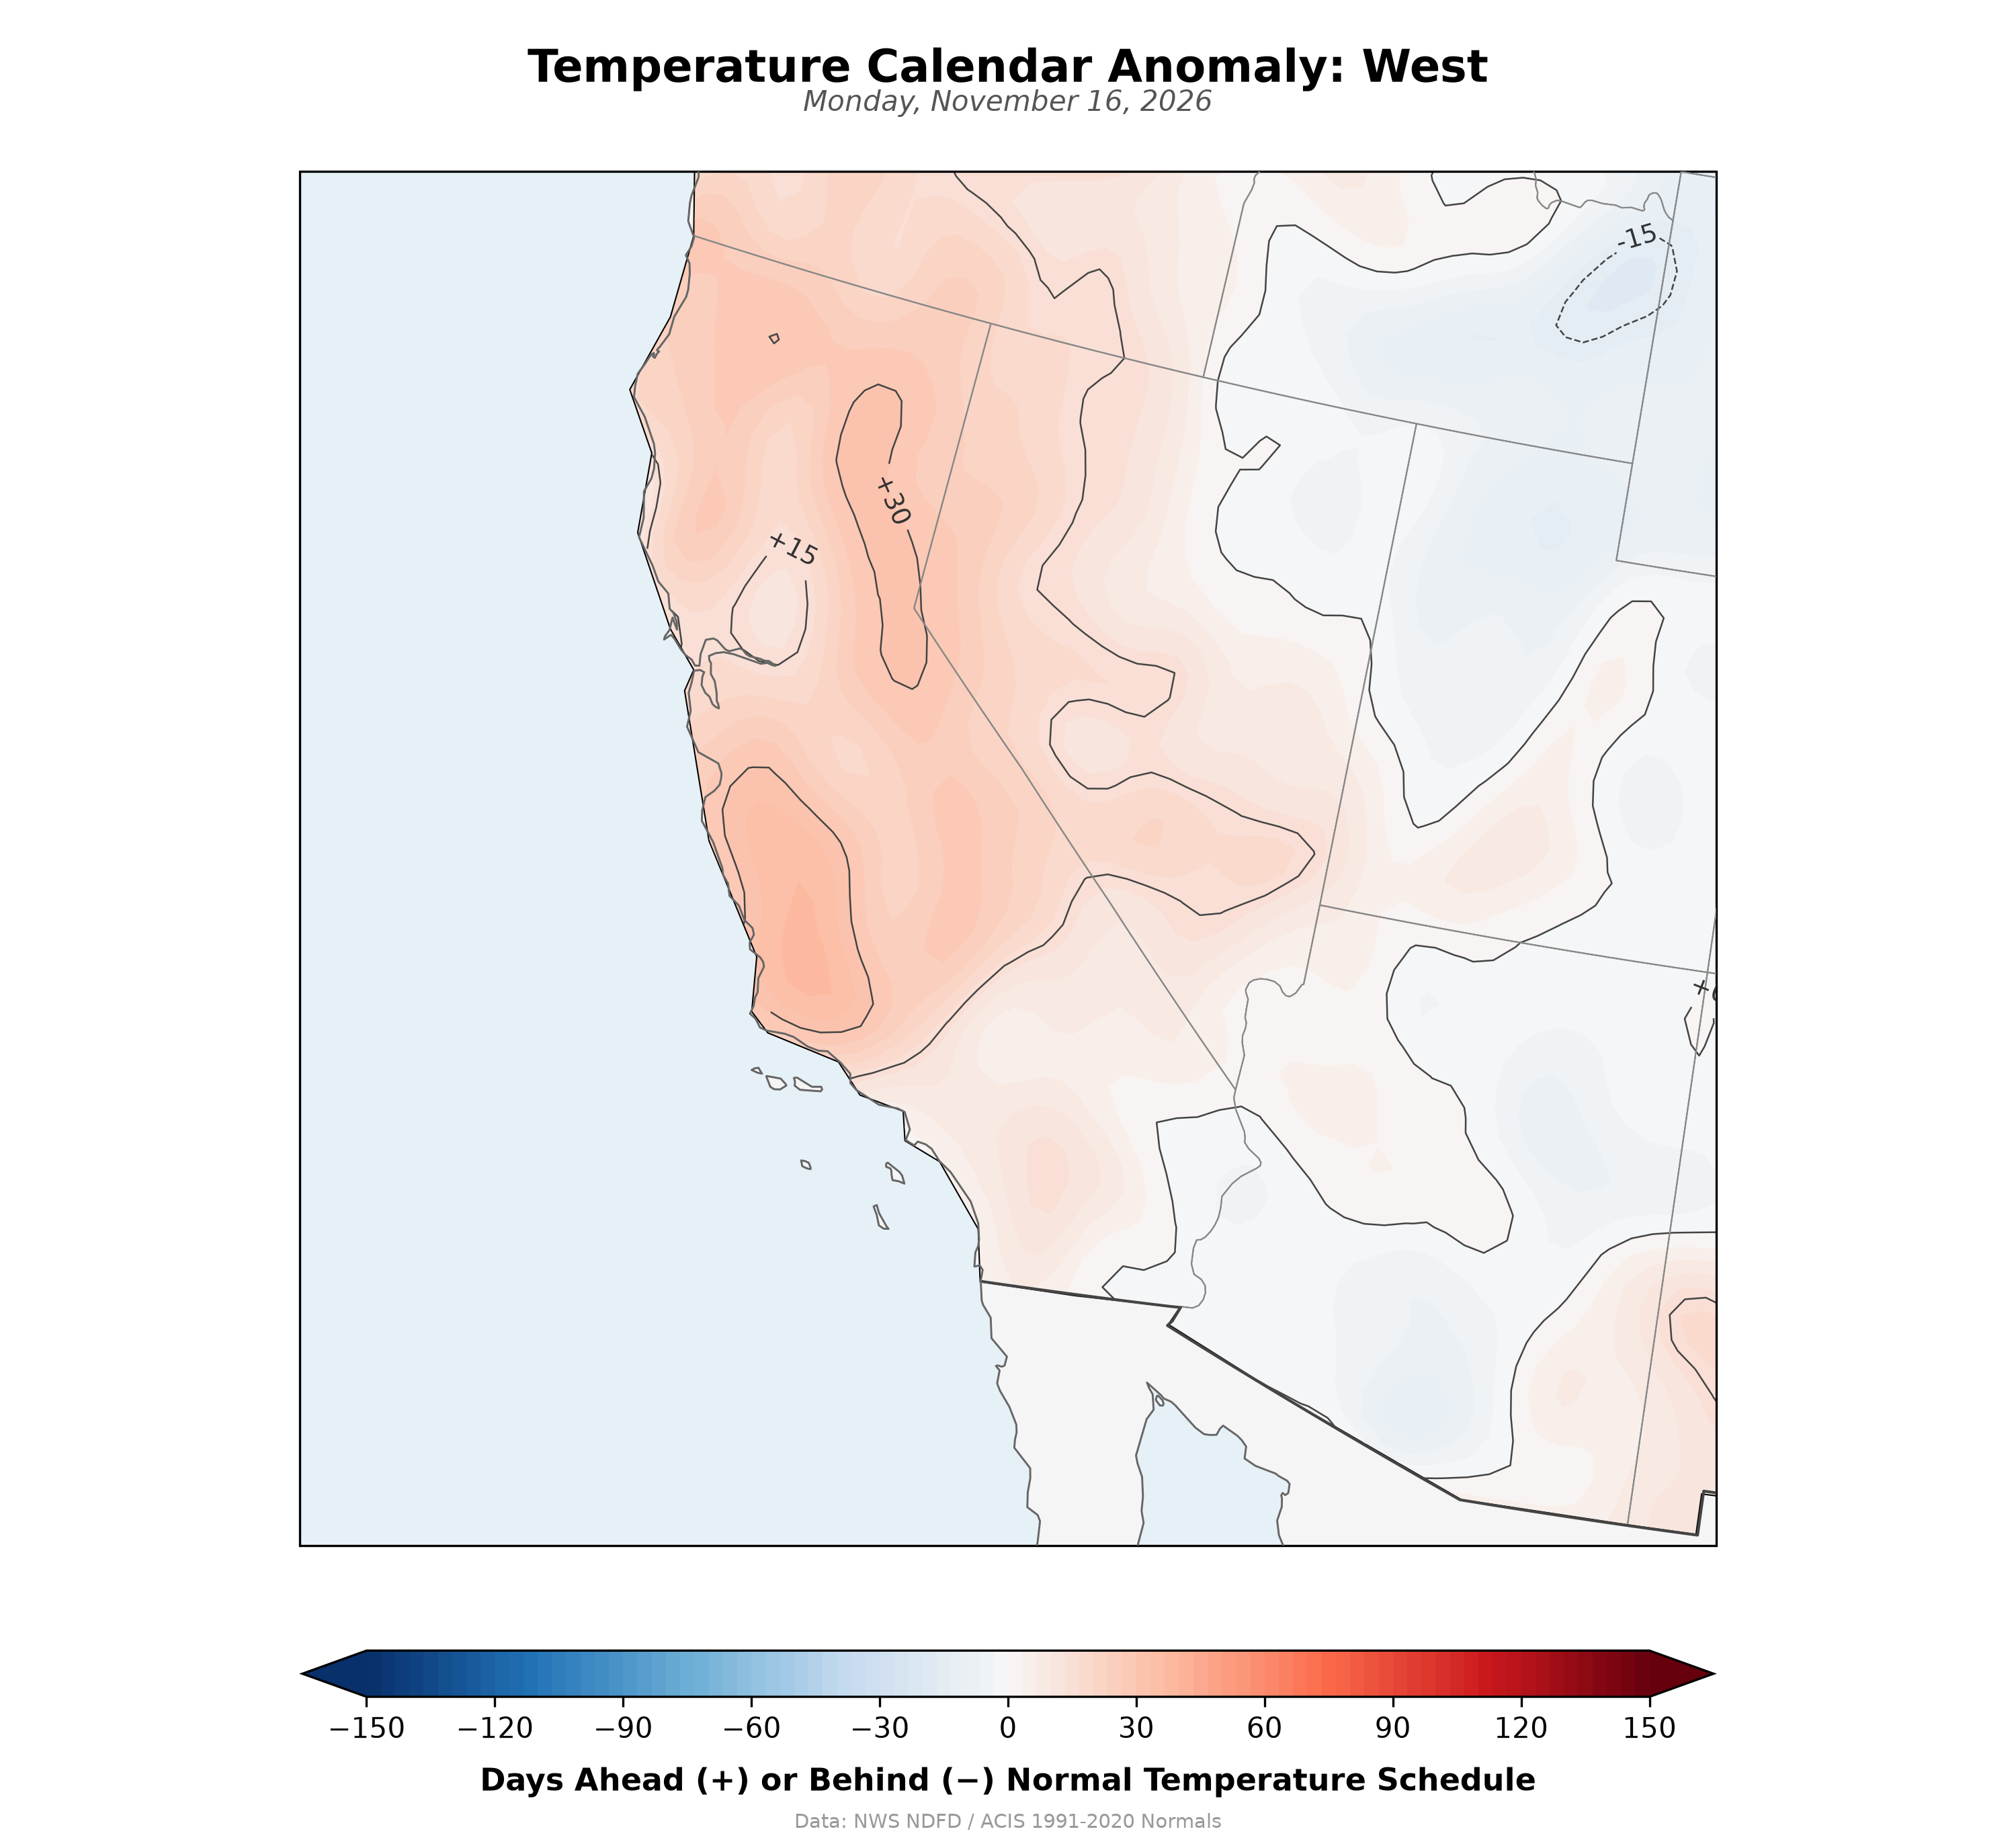 Temperature Calendar Anomaly: West
Monday, November 16, 2026
-15
+30
+15
−150 −120 −90 −60 −30 0 30 60 90 120 150
Days Ahead (+) or Behind (−) Normal Temperature Schedule
Data: NWS NDFD / ACIS 1991-2020 Normals